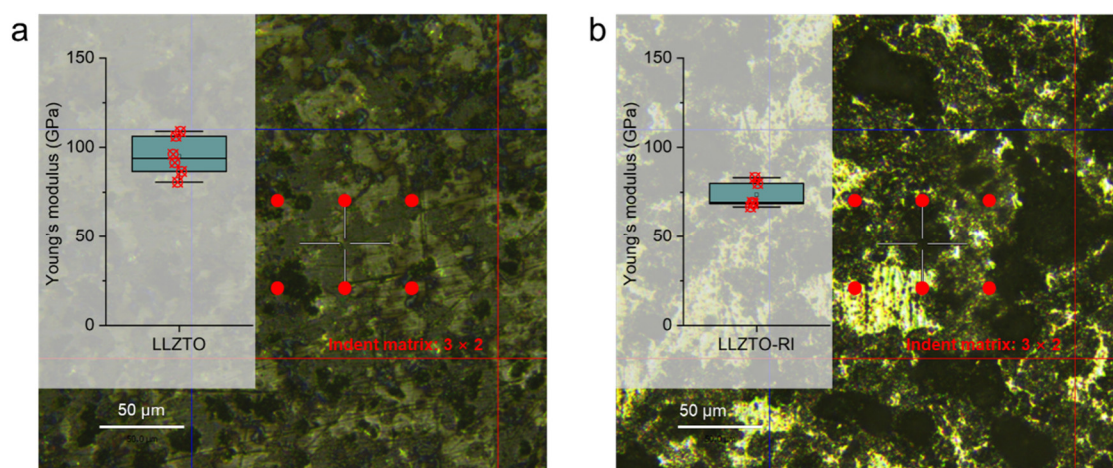 a
150
100
50
0
Young's modulus (GPa)
LLZTO
Indent matrix: 3 × 2
50 µm
b
150
100
50
0
Young's modulus (GPa)
LLZTO-RI
Indent matrix: 3 × 2
50 µm